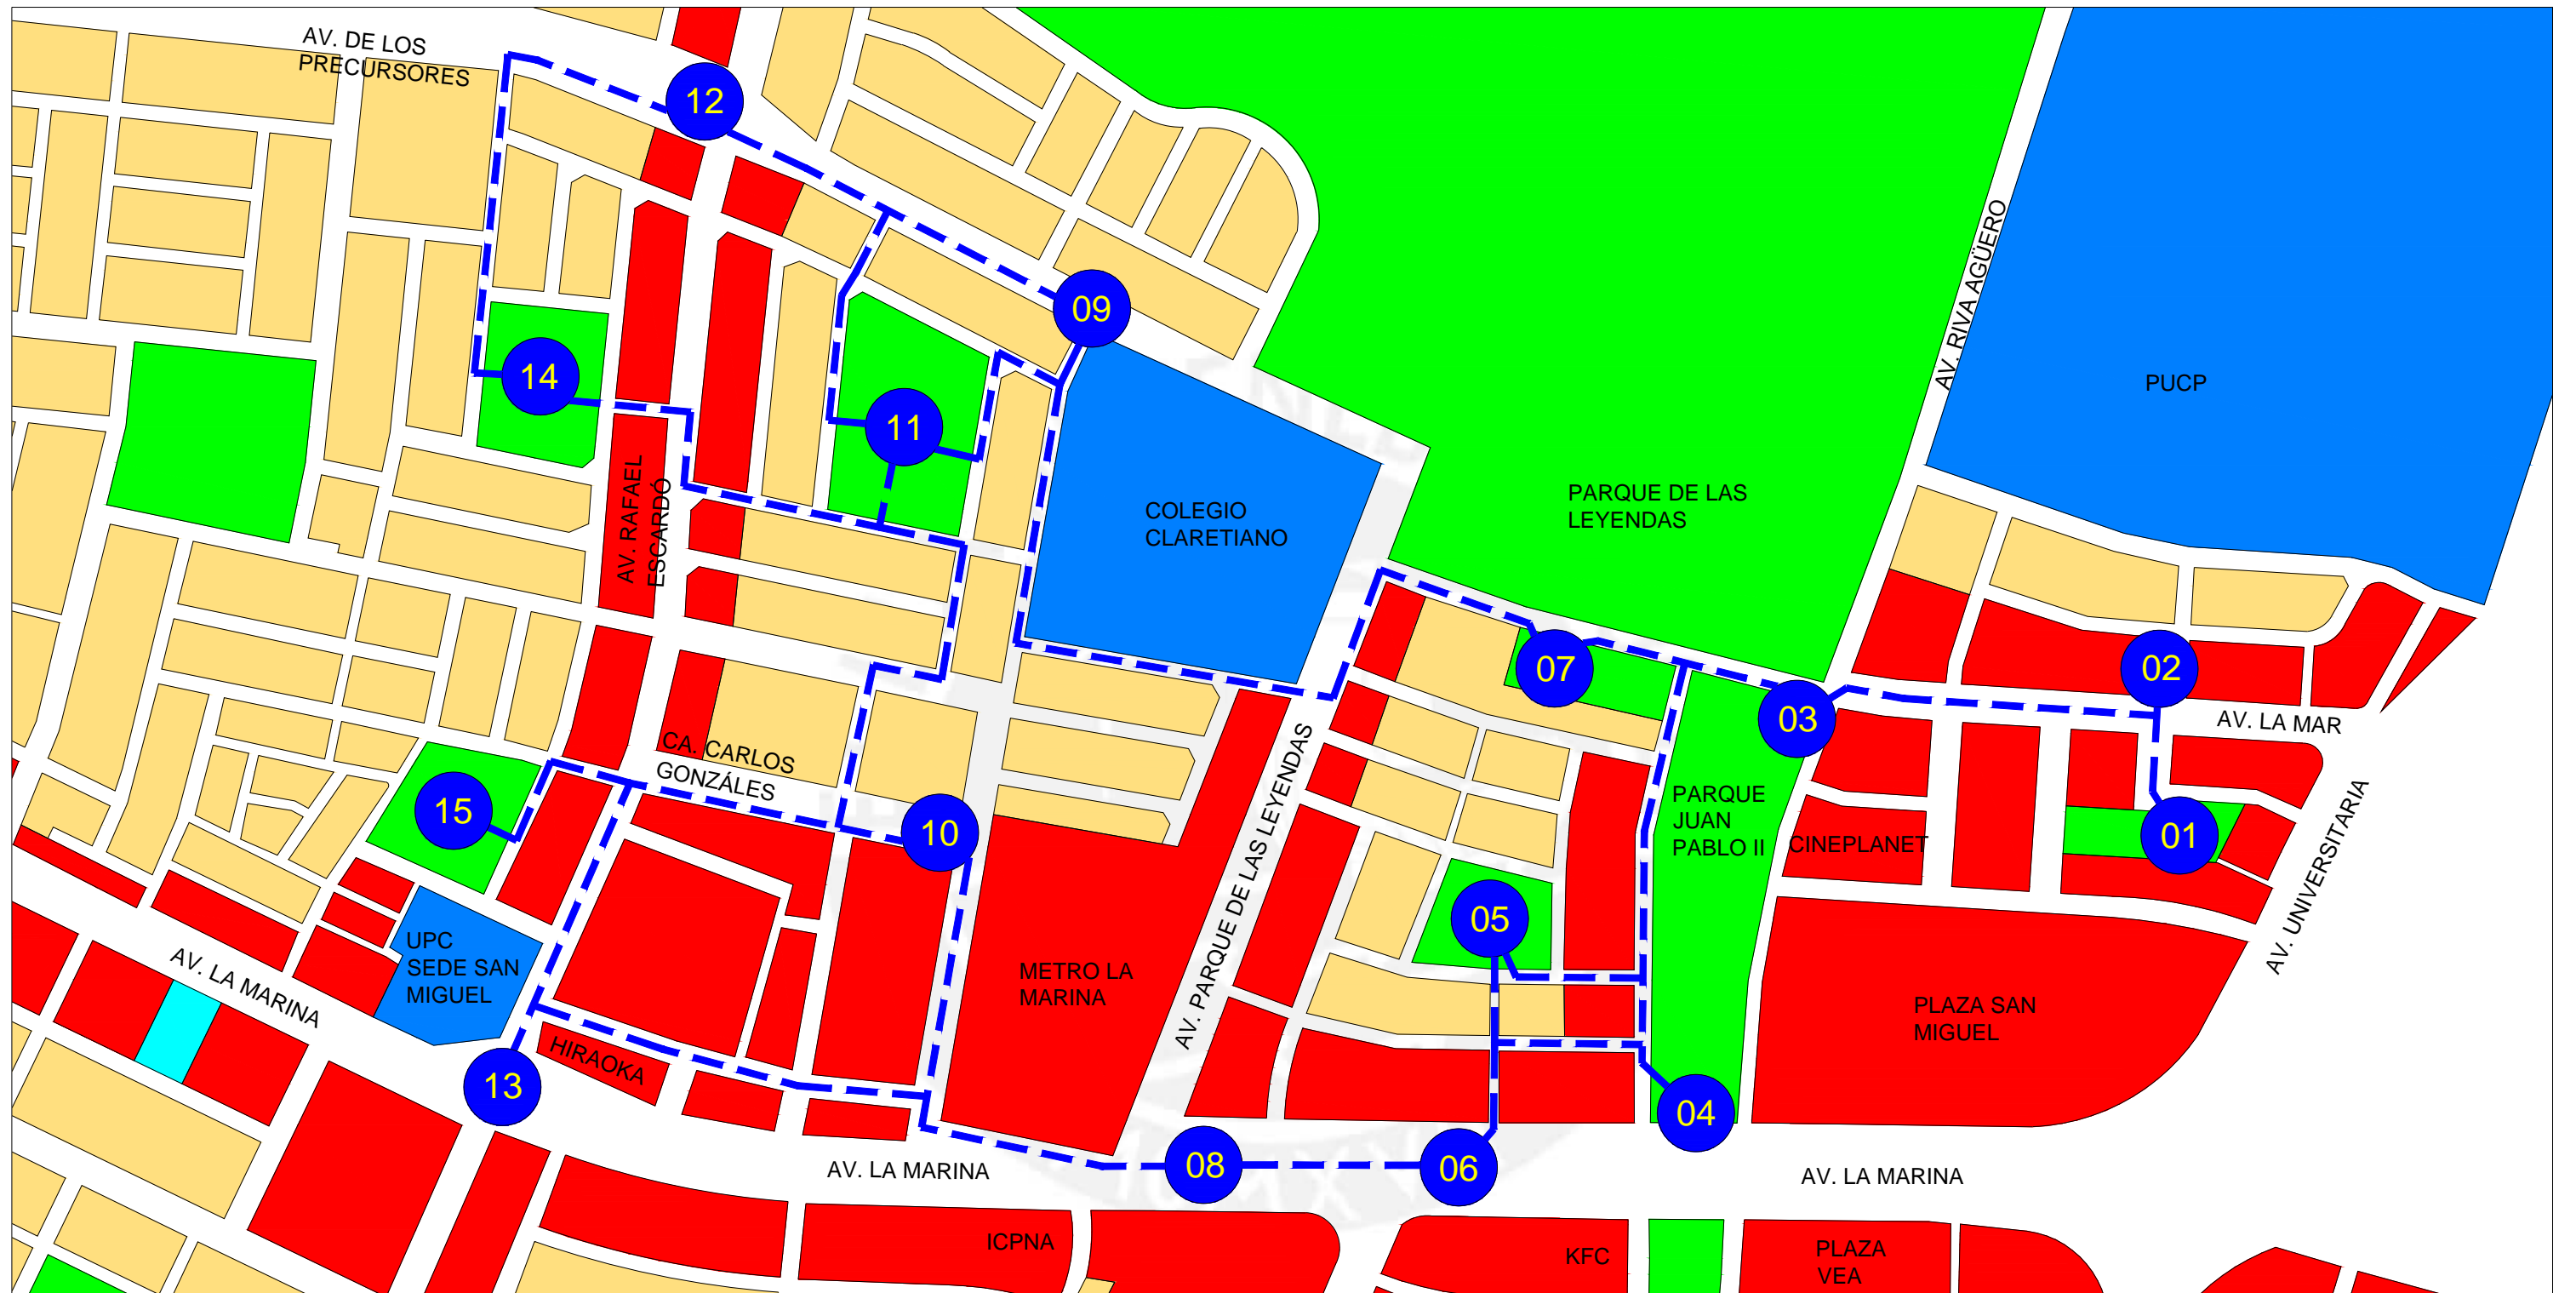 AV. DE LOS
PRECURSORES
12
09
14
11
AV. RAFAEL
ESCARDÓ
COLEGIO
CLARETIANO
PARQUE DE LAS
LEYENDAS
AV. RIVA AGÜERO
PUCP
07
03
02
AV. LA MAR
01
CA. CARLOS
GONZÁLES
15
10
PARQUE
JUAN
PABLO II
CINEPLANET
AV. UNIVERSITARIA
AV. PARQUE DE LAS LEYENDAS
05
UPC
SEDE SAN
MIGUEL
AV. LA MARINA
METRO LA
MARINA
PLAZA SAN
MIGUEL
HIRAOKA
13
04
08
06
AV. LA MARINA
AV. LA MARINA
ICPNA
KFC
PLAZA
VEA